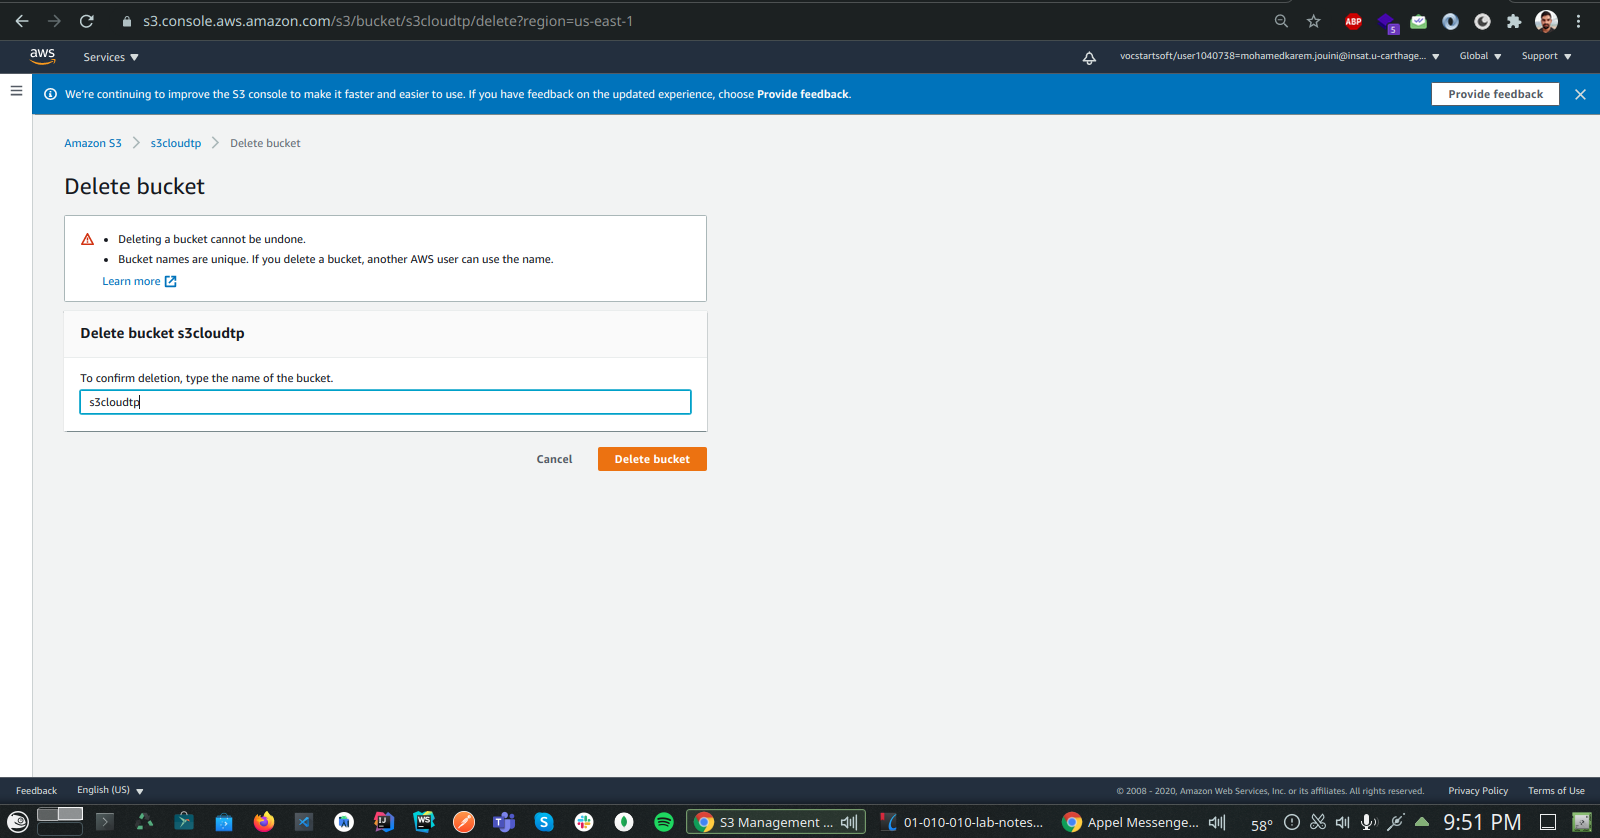 s3.console.aws.amazon.com/s3/bucket/s3cloudtp/delete?region=us-east-1
ABP
5
aws
Services
vocstartsoft/user1040738=mohamedkarem.jouini@insat.u-carthage...
Global
Support
We're continuing to improve the S3 console to make it faster and easier to use. If you have feedback on the updated experience, choose Provide feedback.
Provide feedback
Amazon S3
s3cloudtp
Delete bucket
Delete bucket
• Deleting a bucket cannot be undone.
• Bucket names are unique. If you delete a bucket, another AWS user can use the name.
Learn more
Delete bucket s3cloudtp
To confirm deletion, type the name of the bucket.
s3cloudtp
Cancel
Delete bucket
Feedback
English (US)
© 2008 - 2020, Amazon Web Services, Inc. or its affiliates. All rights reserved.
Privacy Policy
Terms of Use
IJ
WS
S
S3 Management ...
01-010-010-lab-notes...
Appel Messenge...
58°
9:51 PM